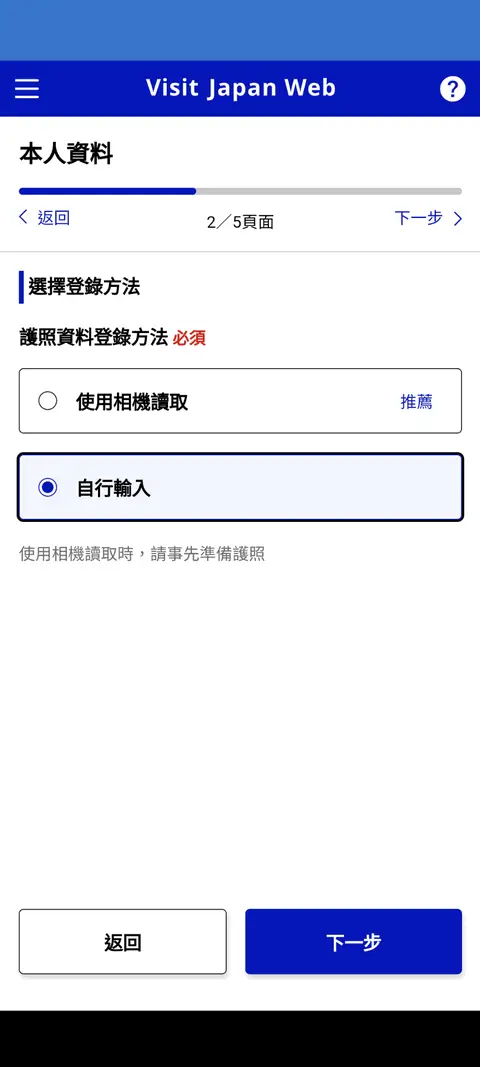 Visit Japan Web
本人資料
返回
2／5頁面
下一步
選擇登錄方法
護照資料登錄方法 必須
使用相機讀取 推薦
自行輸入
使用相機讀取時，請事先準備護照
返回
下一步